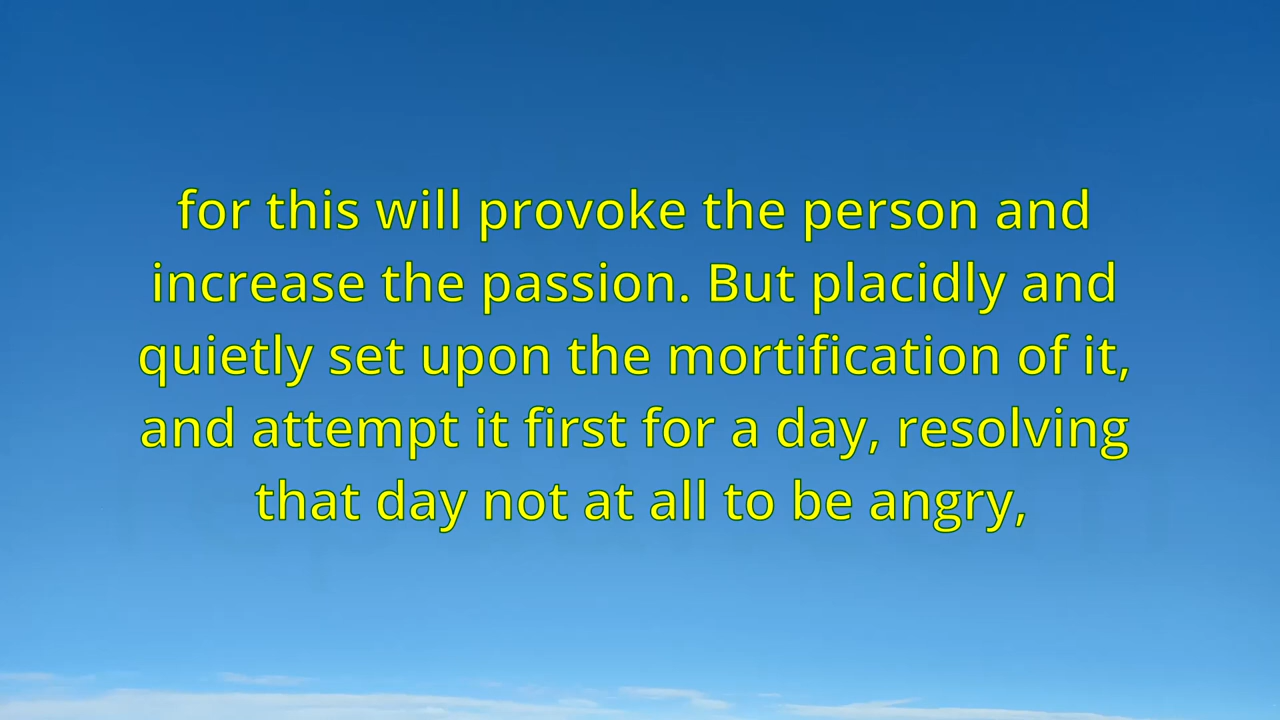 for this will provoke the person and
increase the passion. But placidly and
quietly set upon the mortification of it,
and attempt it first for a day, resolving
that day not at all to be angry,